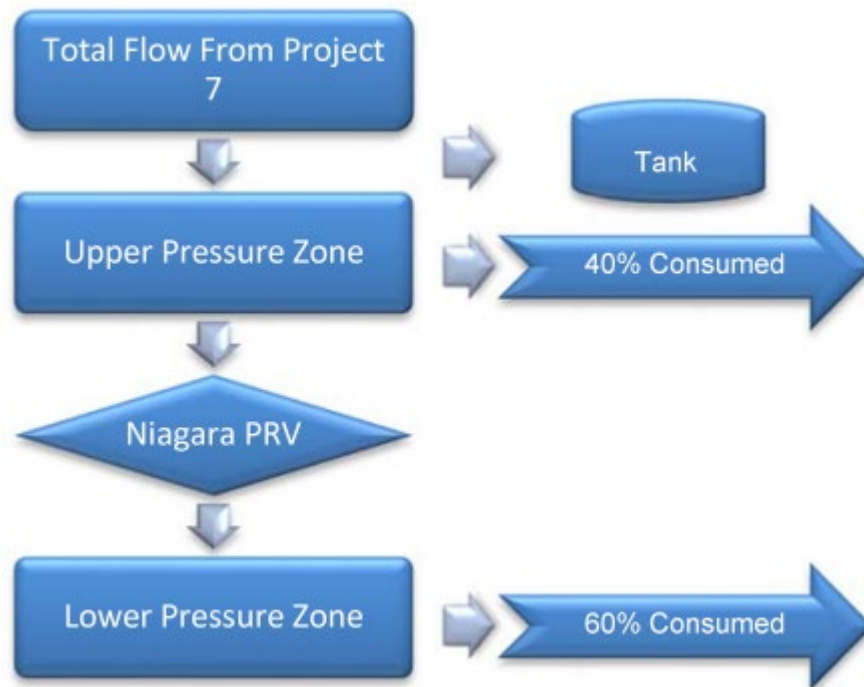 Total Flow From Project
7
Tank
Upper Pressure Zone
40% Consumed
Niagara PRV
Lower Pressure Zone
60% Consumed